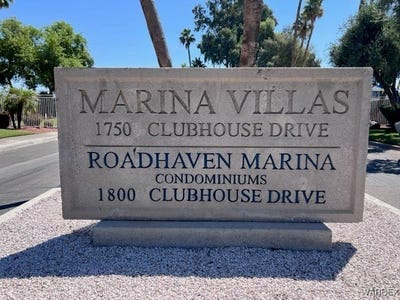 MARINA VILLAS
1750 CLUBHOUSE DRIVE
ROADHAVEN MARINA
CONDOMINIUMS
1800 CLUBHOUSE DRIVE